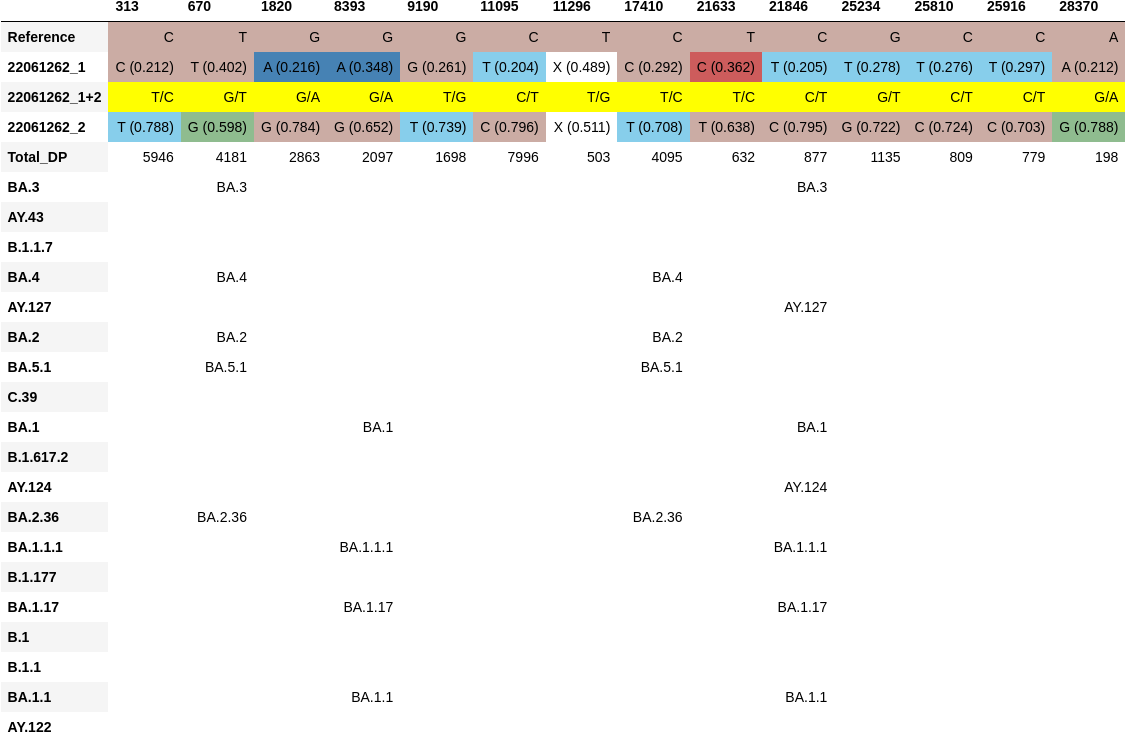 313 670 1820 8393 9190 11095 11296 17410 21633 21846 25234 25810 25916 28370
Reference C T G G G C T C T C G C C A
22061262_1 C (0.212) T (0.402) A (0.216) A (0.348) G (0.261) T (0.204) X (0.489) C (0.292) C (0.362) T (0.205) T (0.278) T (0.276) T (0.297) A (0.212)
22061262_1+2 T/C G/T G/A G/A T/G C/T T/G T/C T/C C/T G/T C/T C/T G/A
22061262_2 T (0.788) G (0.598) G (0.784) G (0.652) T (0.739) C (0.796) X (0.511) T (0.708) T (0.638) C (0.795) G (0.722) C (0.724) C (0.703) G (0.788)
Total_DP 5946 4181 2863 2097 1698 7996 503 4095 632 877 1135 809 779 198
BA.3 BA.3 BA.3
AY.43
B.1.1.7
BA.4 BA.4 BA.4
AY.127 AY.127
BA.2 BA.2 BA.2
BA.5.1 BA.5.1 BA.5.1
C.39
BA.1 BA.1 BA.1
B.1.617.2
AY.124 AY.124
BA.2.36 BA.2.36 BA.2.36
BA.1.1.1 BA.1.1.1 BA.1.1.1
B.1.177
BA.1.17 BA.1.17 BA.1.17
B.1
B.1.1
BA.1.1 BA.1.1 BA.1.1
AY.122